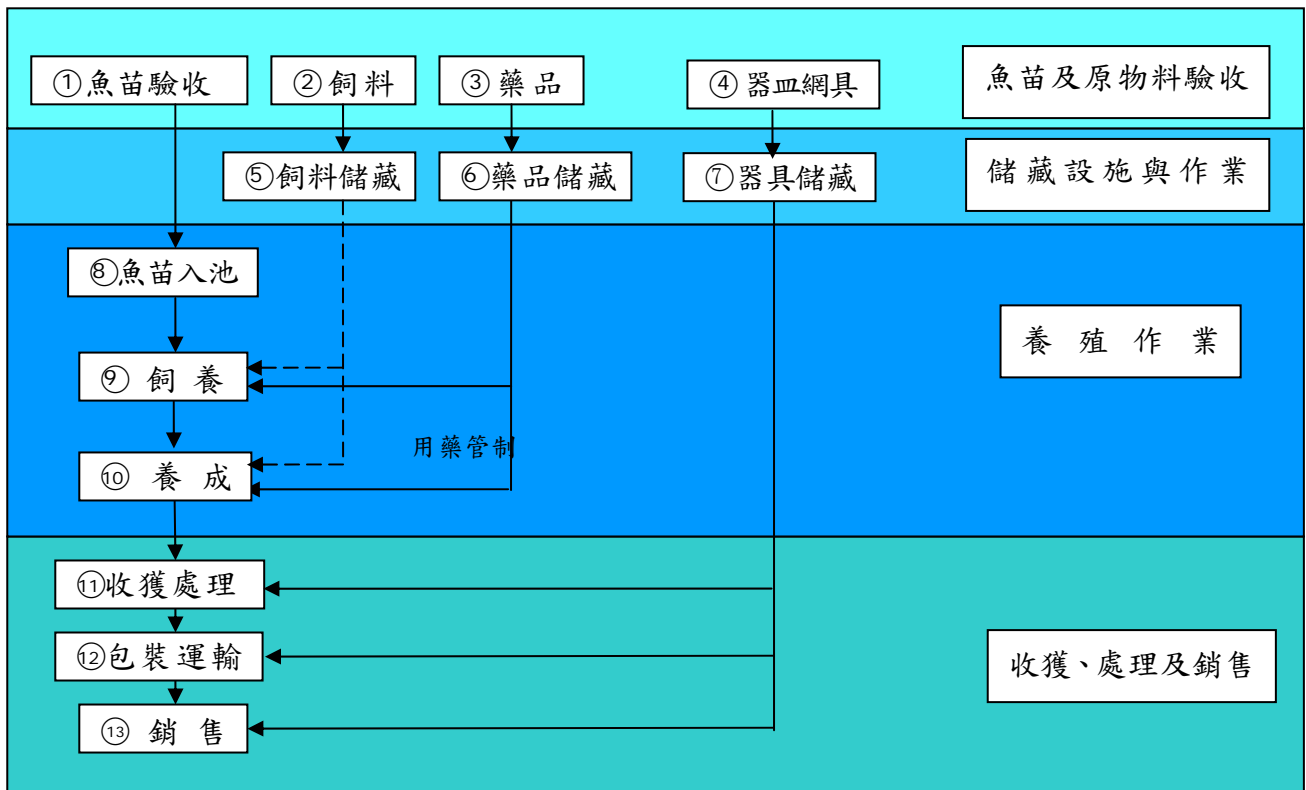 ①魚苗驗收
②飼料
③藥品
④器皿網具
魚苗及原物料驗收
⑤飼料儲藏
⑥藥品儲藏
⑦器具儲藏
儲藏設施與作業
⑧魚苗入池
養殖作業
⑨飼養
用藥管制
⑩養成
⑪收獲處理
⑫包裝運輸
收獲、處理及銷售
⑬銷售